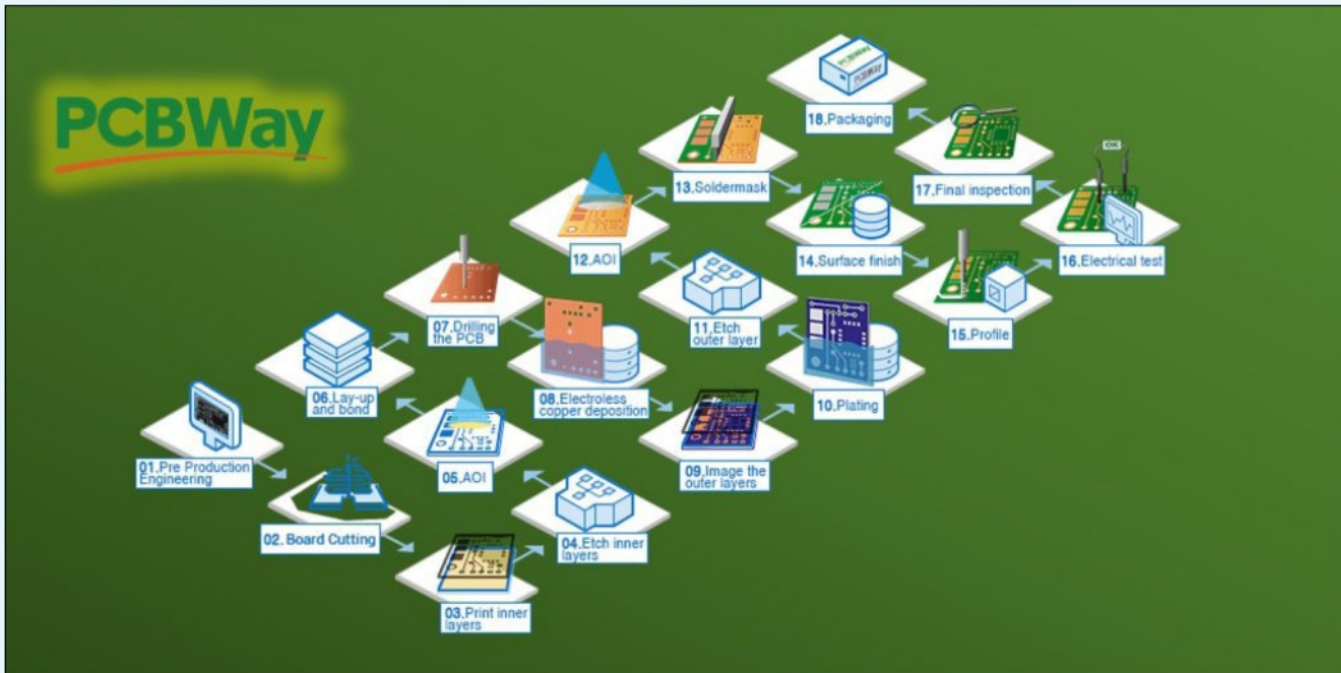 PCBWay
01.Pre Production
Engineering
02. Board Cutting
03.Print inner
layers
04.Etch inner
layers
05.AOI
06.Lay-up
and bond
07.Drilling
the PCB
08.Electroless
copper deposition
09.Image the
outer layers
10.Plating
11.Etch
outer layer
12.AOI
13.Soldermask
14.Surface finish
15.Profile
16.Electrical test
OK
17.Final inspection
18.Packaging
PCBWay
PCBWay